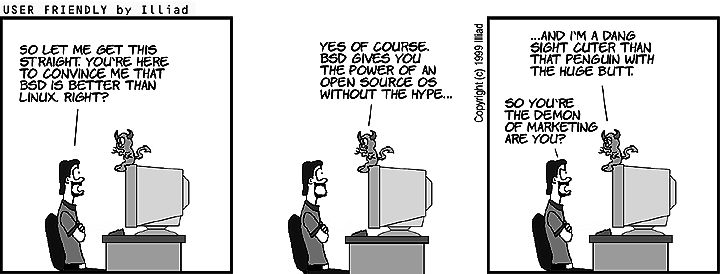 USER FRIENDLY by Illiad
SO LET ME GET THIS
STRAIGHT. YOU'RE HERE
TO CONVINCE ME THAT
BSD IS BETTER THAN
LINUX. RIGHT?
YES OF COURSE.
BSD GIVES YOU
THE POWER OF AN
OPEN SOURCE OS
WITHOUT THE HYPE...
Copyright (c) 1999 Illiad
...AND I'M A DANG
SIGHT CUTER THAN
THAT PENGUIN WITH
THE HUGE BUTT.
SO YOU'RE
THE DEMON
OF MARKETING
ARE YOU?